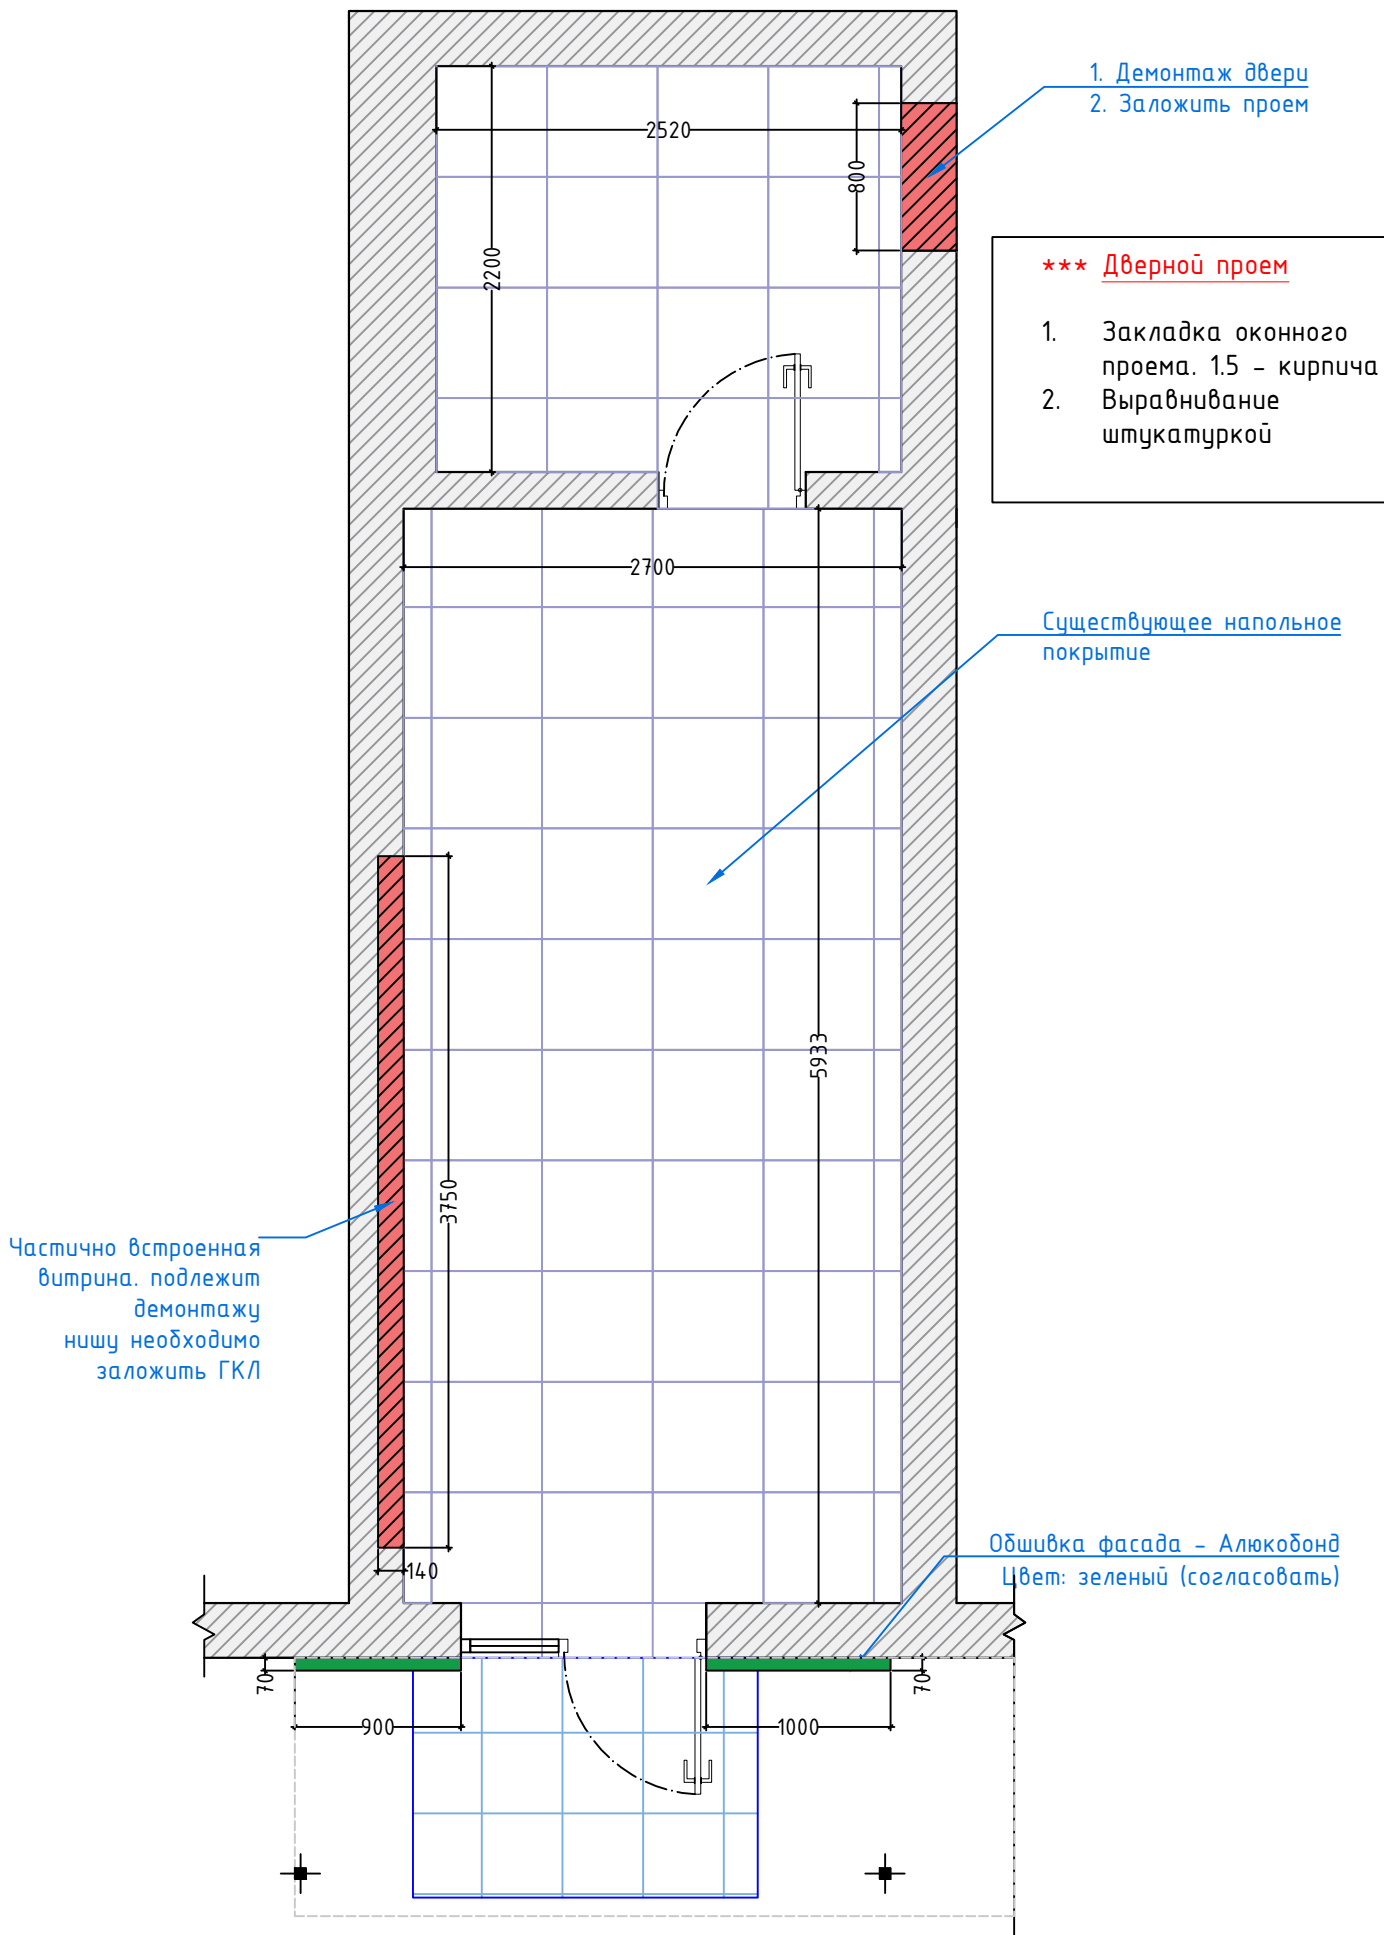 1. Демонтаж двери
2. Заложить проем
2520
800
2200
*** Дверной проем
1. Закладка оконного
проема. 1.5 - кирпича
2. Выравнивание
штукатуркой
2700
Существующее напольное
покрытие
5933
3750
Частично встроенная
витрина. подлежит
демонтажу
нишу необходимо
заложить ГКЛ
140
Обшивка фасада - Алюкобонд
Цвет: зеленый (согласовать)
70
70
900
1000